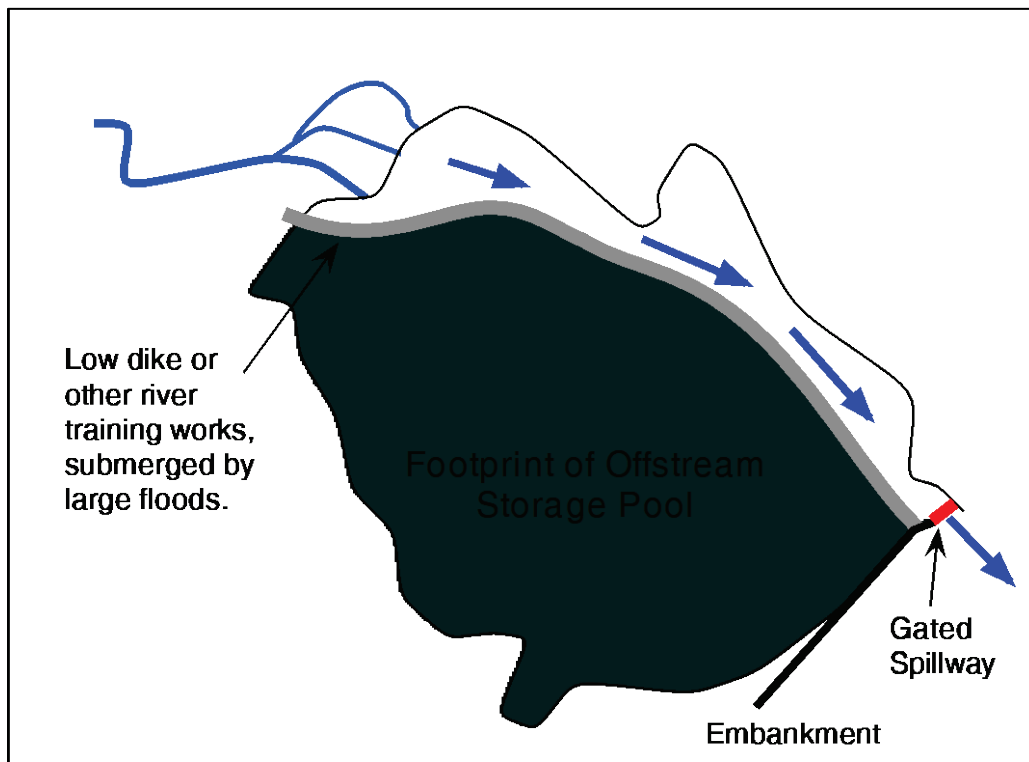 Low dike or
other river
training works,
submerged by
large floods.
Footprint of Offstream
Storage Pool
Gated
Spillway
Embankment